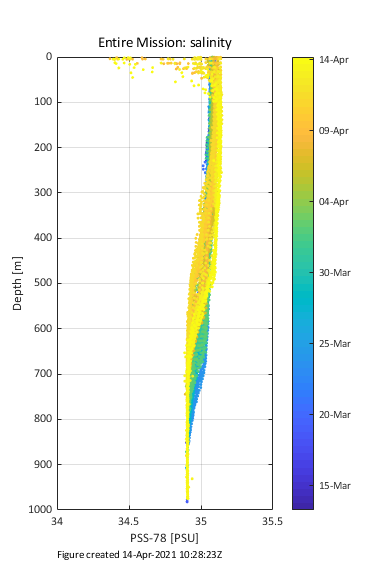 Entire Mission: salinity
0
100
200
300
400
500
600
700
800
900
1000
Depth [m]
34
34.5
35
35.5
PSS-78 [PSU]
14-Apr
09-Apr
04-Apr
30-Mar
25-Mar
20-Mar
15-Mar
Figure created 14-Apr-2021 10:28:23Z